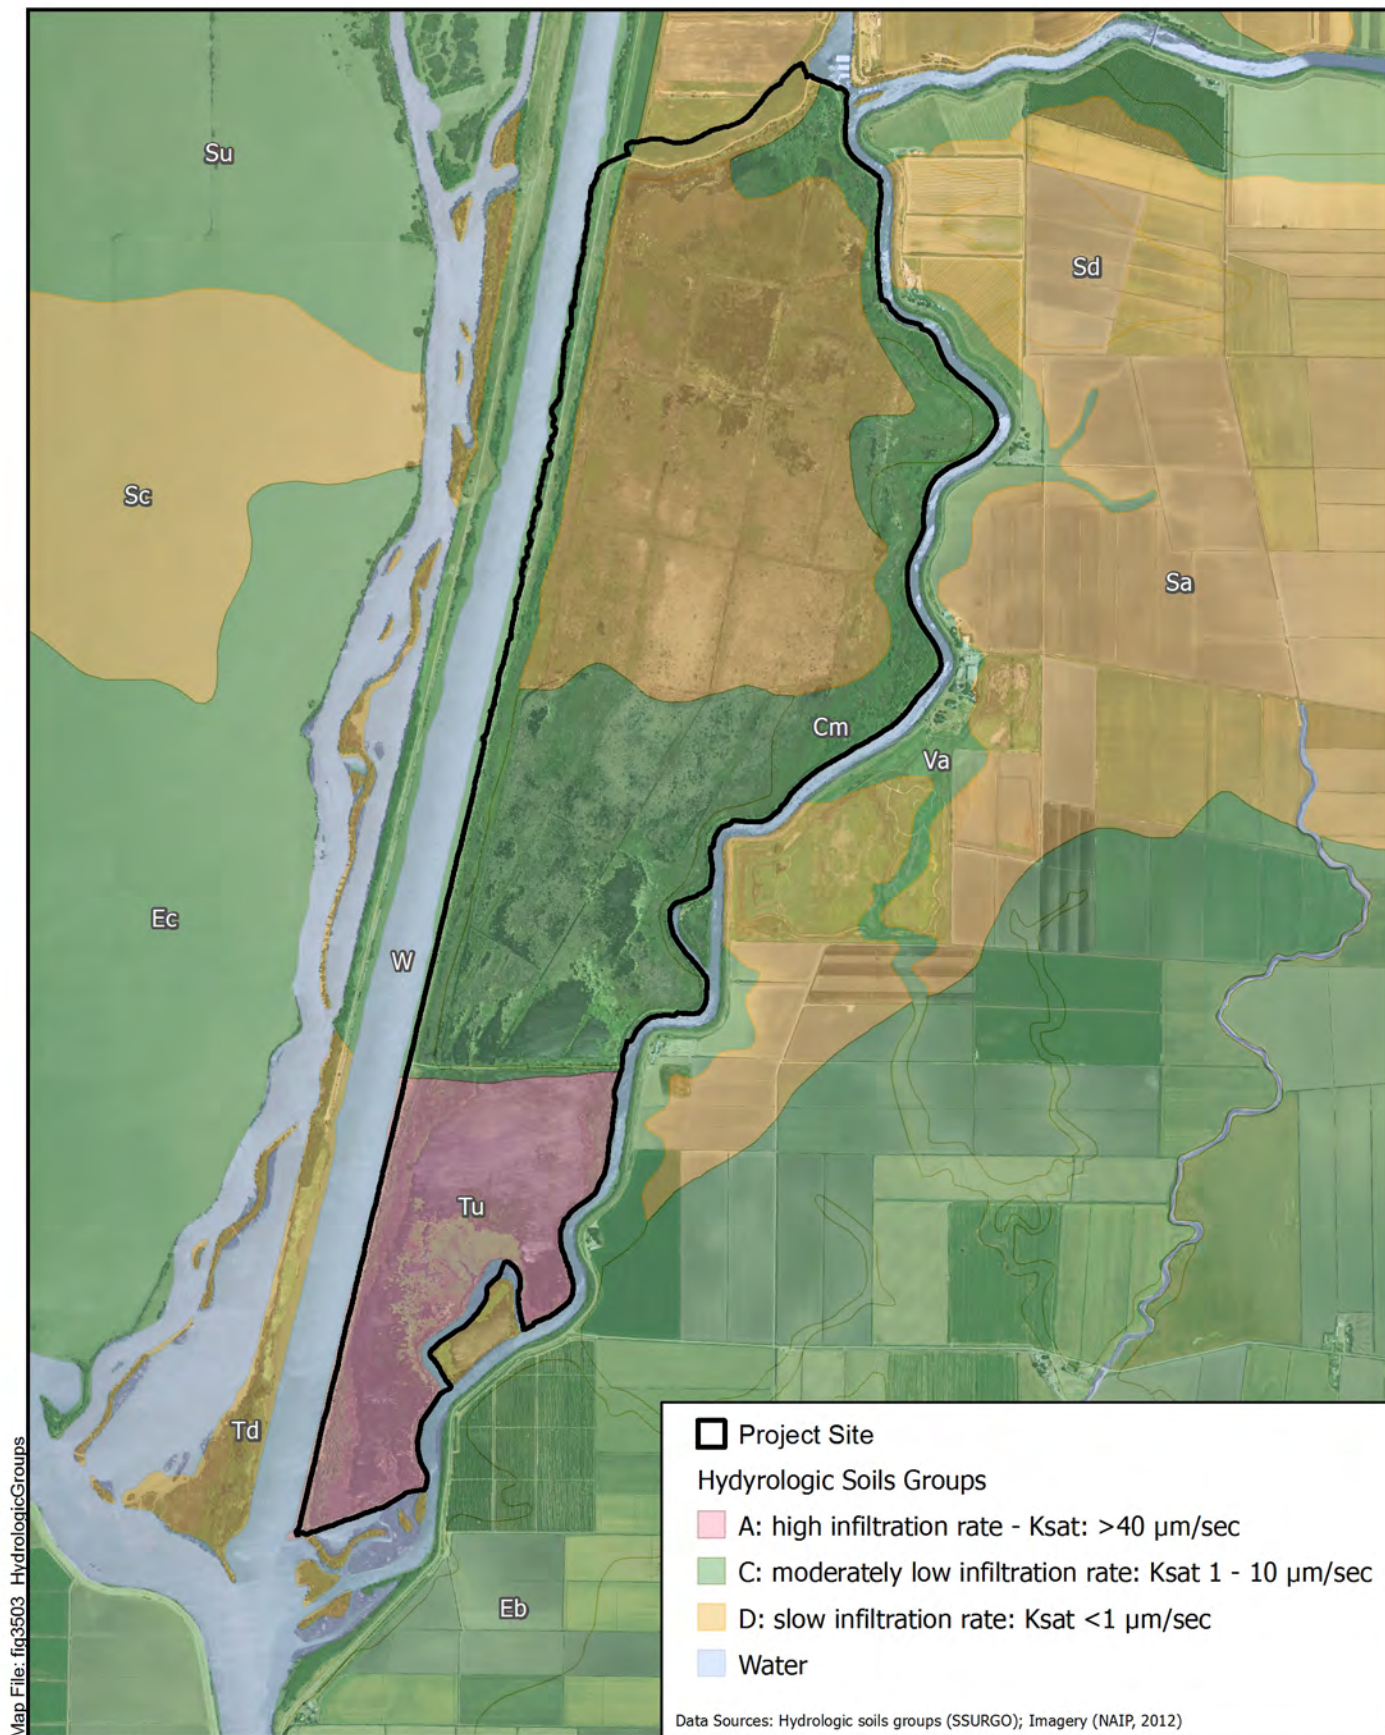 Su
Sd
Sc
Sa
Cm
Va
Ec
W
Tu
Td
Eb
Project Site
Hydyrologic Soils Groups
A: high infiltration rate - Ksat: >40 µm/sec
C: moderately low infiltration rate: Ksat 1 - 10 µm/sec
D: slow infiltration rate: Ksat <1 µm/sec
Water
Data Sources: Hydrologic soils groups (SSURGO); Imagery (NAIP, 2012)
Map File: fig3503_HydrologicGroups